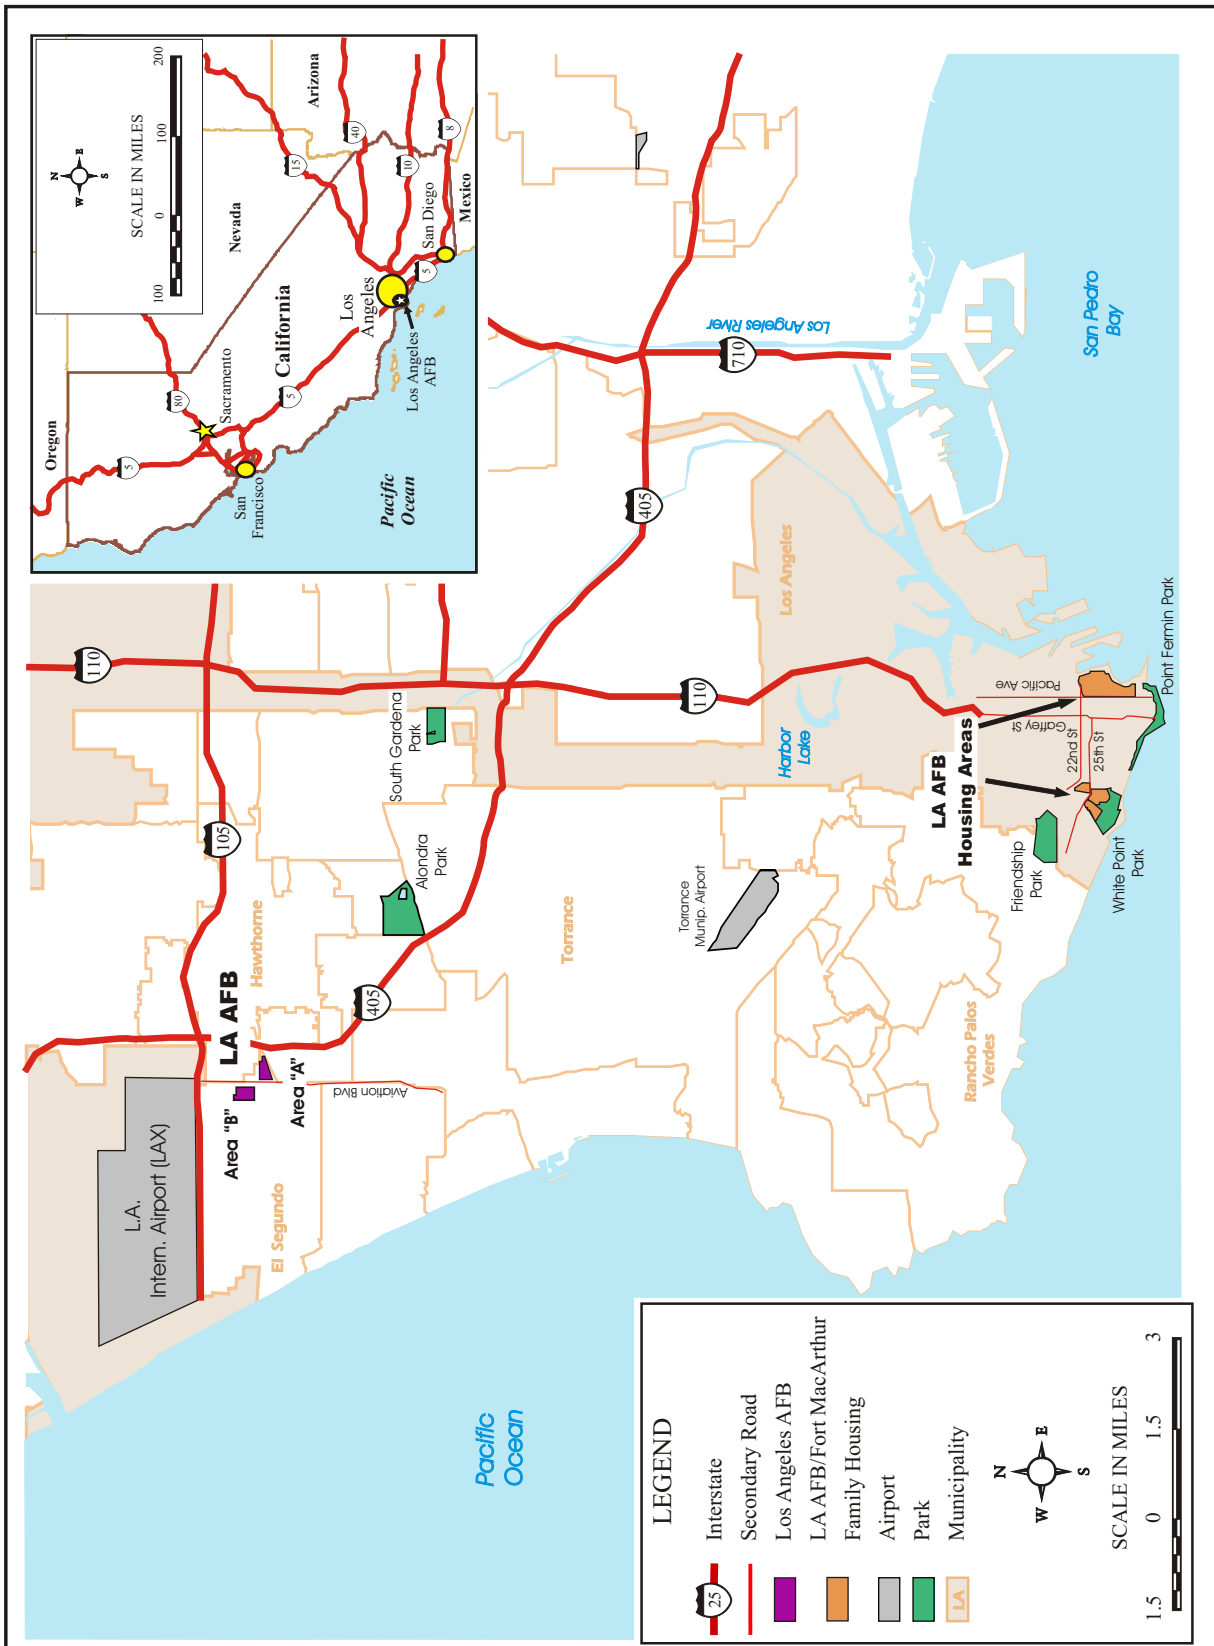 Oregon
Nevada
Arizona
Mexico
California
Sacramento
San
Francisco
Los
Angeles
San Diego
Los Angeles
AFB
Pacific
Ocean
5
80
5
15
40
10
8
5
N
W
E
S
SCALE IN MILES
100
0
100
200
110
105
110
405
405
710
L.A.
Intern. Airport (LAX)
LA AFB
Area "B"
Area "A"
Hawthorne
El Segundo
Aviation Blvd
Alondra
Park
South Gardena
Park
Torrance
Torrance
Munip. Airport
Los Angeles
Los Angeles River
Harbor
Lake
San Pedro
Bay
Rancho Palos
Verdes
LA AFB
Housing Areas
Pacific Ave
Gaffey St
22nd St
25th St
Friendship
Park
White Point
Park
Point Fermin Park
Pacific
Ocean
LEGEND
25
Interstate
Secondary Road
Los Angeles AFB
LA AFB/Fort MacArthur
Family Housing
Airport
Park
LA
Municipality
N
W
E
S
SCALE IN MILES
1.5
0
1.5
3